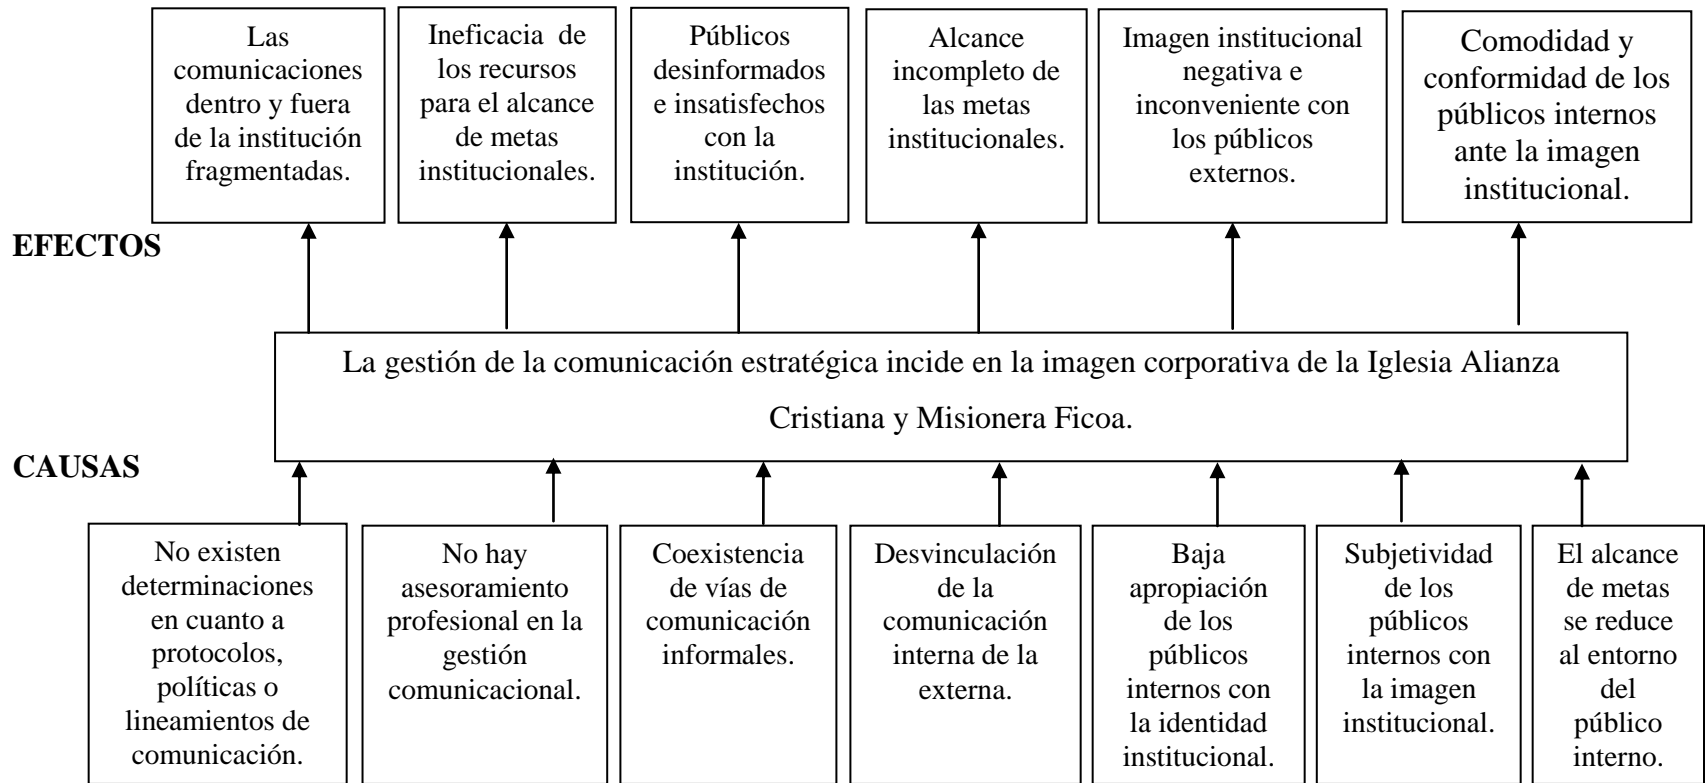 Las
comunicaciones
dentro y fuera
de la institución
fragmentadas.
Ineficacia de
los recursos
para el alcance
de metas
institucionales.
Públicos
desinformados
e insatisfechos
con la
institución.
Alcance
incompleto de
las metas
institucionales.
Imagen institucional
negativa e
inconveniente con
los públicos
externos.
Comodidad y
conformidad de los
públicos internos
ante la imagen
institucional.
EFECTOS
La gestión de la comunicación estratégica incide en la imagen corporativa de la Iglesia Alianza
Cristiana y Misionera Ficoa.
CAUSAS
No existen
determinaciones
en cuanto a
protocolos,
políticas o
lineamientos de
comunicación.
No hay
asesoramiento
profesional en la
gestión
comunicacional.
Coexistencia
de vías de
comunicación
informales.
Desvinculación
de la
comunicación
interna de la
externa.
Baja
apropiación
de los
públicos
internos con
la identidad
institucional.
Subjetividad
de los
públicos
internos con
la imagen
institucional.
El alcance
de metas
se reduce
al entorno
del
público
interno.